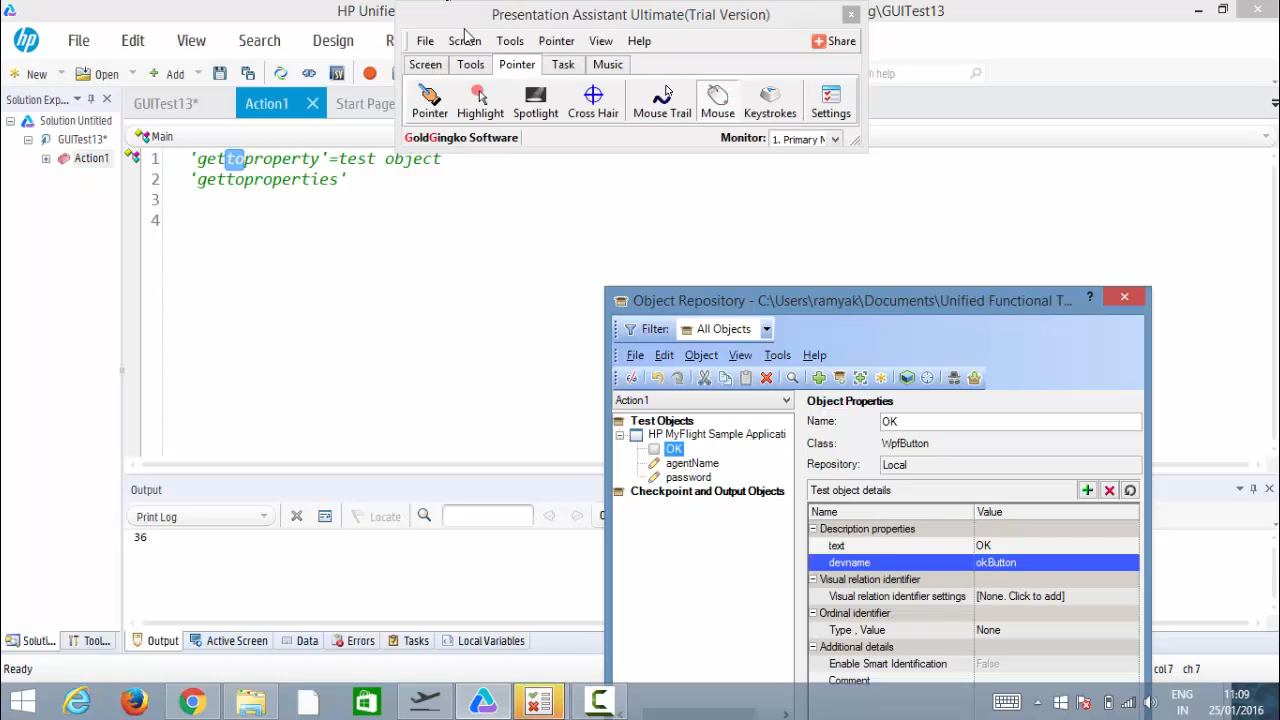 HP Unifi
Presentation Assistant Ultimate(Trial Version)
g\GUITest13
File Edit View Search Design
File Screen Tools Pointer View Help Share
Screen Tools Pointer Task Music
New Open Add
Pointer Highlight Spotlight Cross Hair Mouse Trail Mouse Keystrokes Settings
h help
GoldGingko Software Monitor: 1. Primary
Solution Exp...
GUITest13* Action1 Start Page
Solution Untitled
GUITest13*
Action1
Main
1 'gettoproperty'=test object
2 'gettoproperties'
3
4
Object Repository - C:\Users\ramyak\Documents\Unified Functional T...
Filter: All Objects
File Edit Object View Tools Help
Action1
Test Objects
HP MyFlight Sample Applicati
OK
agentName
password
Checkpoint and Output Objects
Object Properties
Name: OK
Class: WpfButton
Repository: Local
Test object details
Name Value
Description properties
text OK
devname okButton
Visual relation identifier
Visual relation identifier settings [None. Click to add]
Ordinal identifier
Type , Value None
Additional details
Enable Smart Identification False
Comment
Output
Print Log Locate
36
Soluti... Tool... Output Active Screen Data Errors Tasks Local Variables
Ready
col7 ch 7
ENG
IN
11:09
25/01/2016